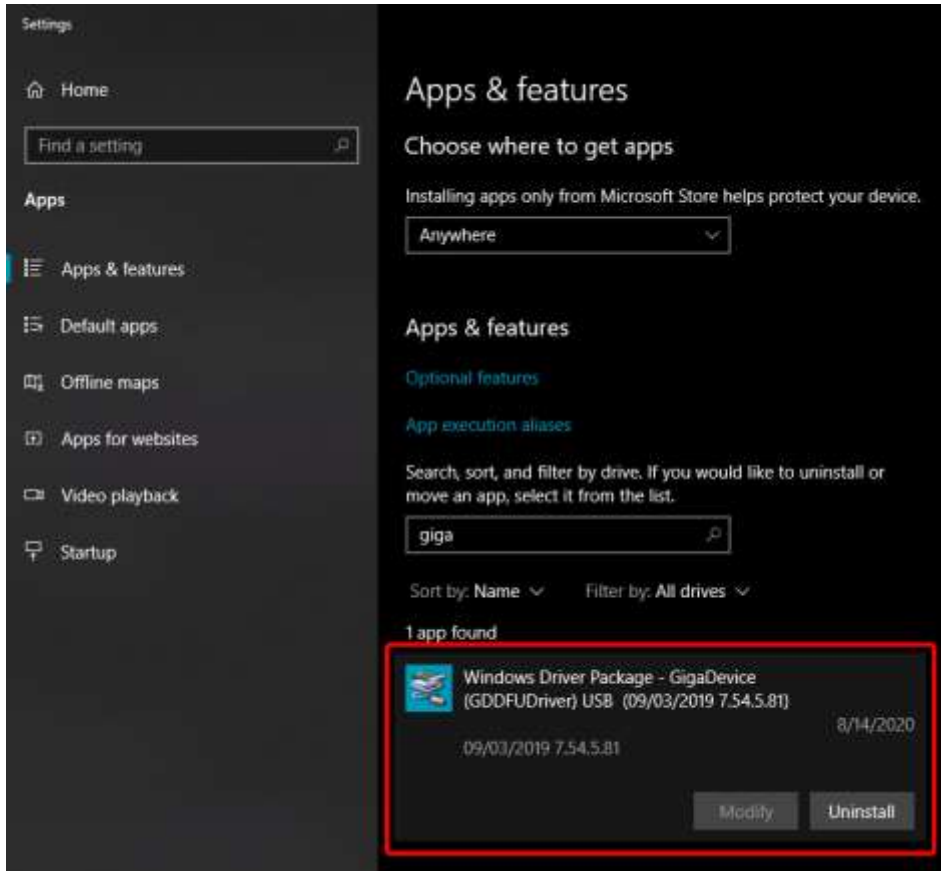 Settings
Home
Find a setting
Apps
Apps & features
Default apps
Offline maps
Apps for websites
Video playback
Startup
Apps & features
Choose where to get apps
Installing apps only from Microsoft Store helps protect your device.
Anywhere
Apps & features
Optional features
App execution aliases
Search, sort, and filter by drive. If you would like to uninstall or
move an app, select it from the list.
giga
Sort by: Name Filter by: All drives
1 app found
Windows Driver Package - GigaDevice
(GDDFUDriver) USB (09/03/2019 7.54.5.81)
8/14/2020
09/03/2019 7.54.5.81
Modify Uninstall